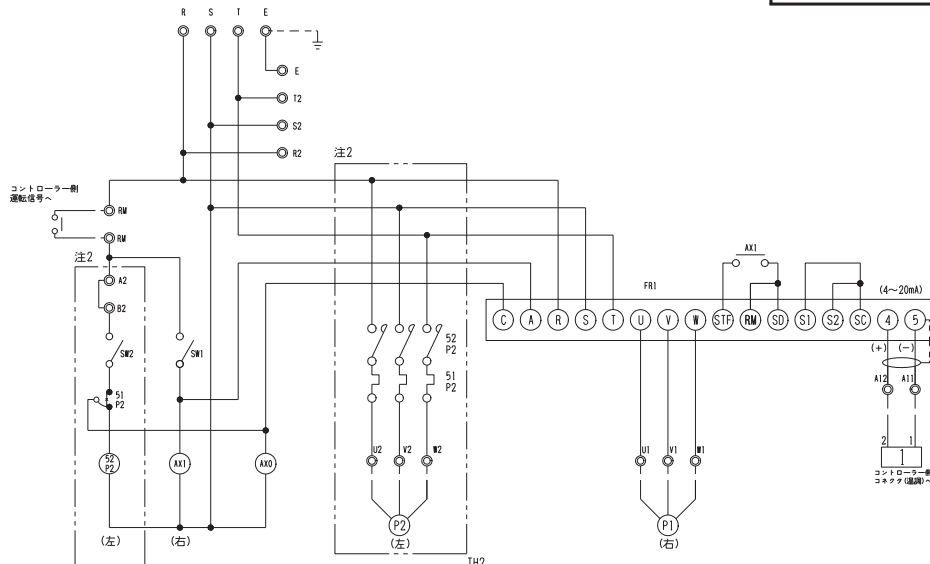 R S T E
E
T2
S2
R2
注2
コントローラー側
運転信号へ
RM
RM
注2
A2
B2
SW2
SW1
51
P2
52
P2
AX1
AX0
(左)
(右)
52
P2
51
P2
U2 V2 W2
P2
(左)
TH2
FR1
AX1
(4～20mA)
C A R S T U V W STF RM SD S1 S2 SC 4 5
(+) (−)
A12 A11
2 1
1
コントローラー側
コネクタ(温調)へ
U1 V1 W1
P1
(右)